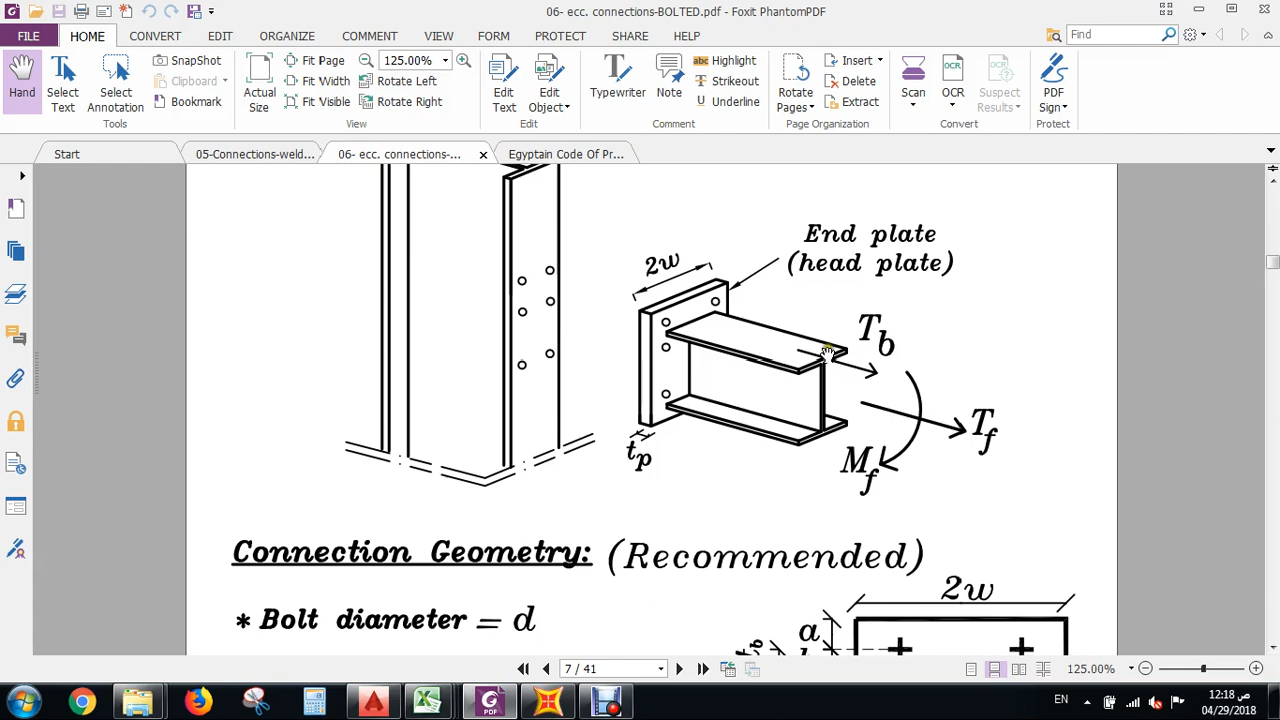 06- ecc. connections-BOLTED.pdf - Foxit PhantomPDF
FILE HOME CONVERT EDIT ORGANIZE COMMENT VIEW FORM PROTECT SHARE HELP
Find
Hand
Select Text
Select Annotation
SnapShot
Clipboard
Bookmark
Tools
Actual Size
Fit Page
Fit Width
Fit Visible
125.00%
Rotate Left
Rotate Right
View
Edit Text
Edit Object
Edit
Typewriter
Note
Highlight
Strikeout
Underline
Comment
Rotate Pages
Insert
Delete
Extract
Page Organization
Scan
OCR
Suspect Results
Convert
PDF Sign
Protect
Start
05-Connections-weld...
06- ecc. connections-...
Egyptain Code Of Pr...
End plate
(head plate)
2w
Tb
Tf
Mf
tp
Connection Geometry: (Recommended)
* Bolt diameter = d
2w
a
7 / 41
125.00%
EN
12:18 ص
04/29/2018